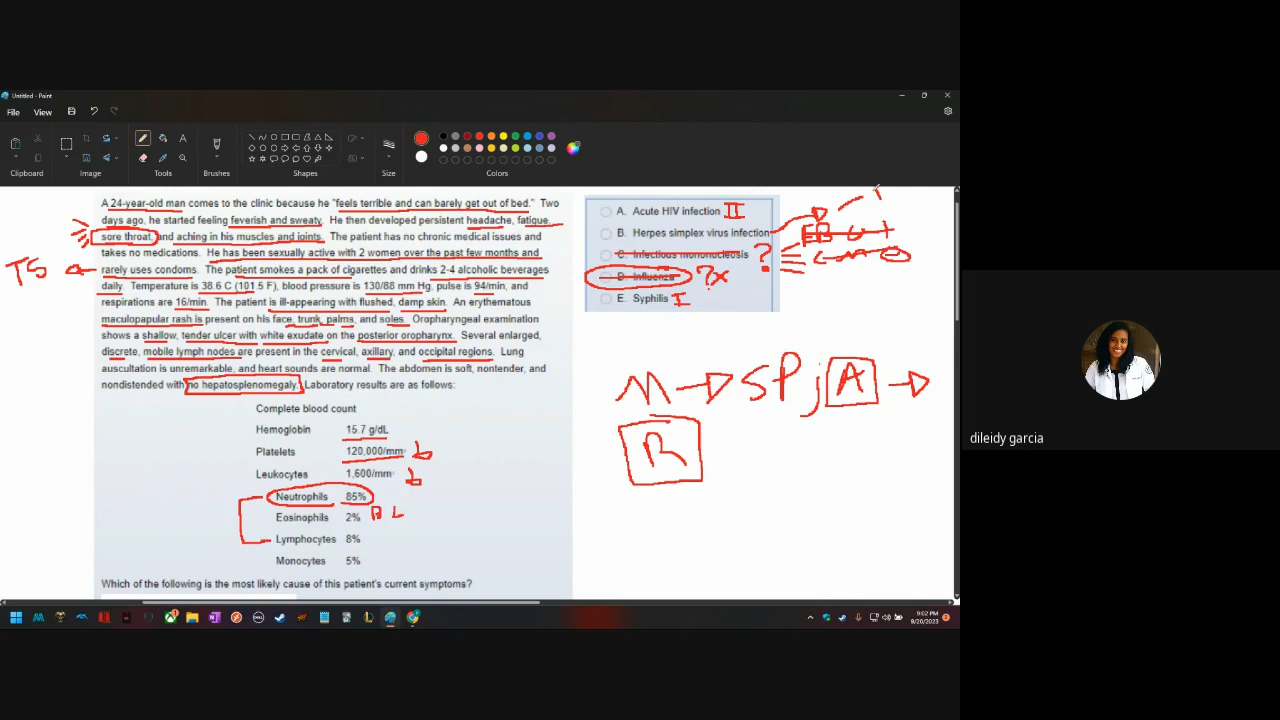 Untitled - Paint
File View
Clipboard Image Tools Brushes Shapes Size Colors
A 24-year-old man comes to the clinic because he "feels terrible and can barely get out of bed." Two
days ago, he started feeling feverish and sweaty. He then developed persistent headache, fatigue,
sore throat, and aching in his muscles and joints. The patient has no chronic medical issues and
takes no medications. He has been sexually active with 2 women over the past few months and
rarely uses condoms. The patient smokes a pack of cigarettes and drinks 2-4 alcoholic beverages
daily. Temperature is 38.6 C (101.5 F), blood pressure is 130/88 mm Hg, pulse is 94/min, and
respirations are 16/min. The patient is ill-appearing with flushed, damp skin. An erythematous
maculopapular rash is present on his face, trunk, palms, and soles. Oropharyngeal examination
shows a shallow, tender ulcer with white exudate on the posterior oropharynx. Several enlarged,
discrete, mobile lymph nodes are present in the cervical, axillary, and occipital regions. Lung
auscultation is unremarkable, and heart sounds are normal. The abdomen is soft, nontender, and
nondistended with no hepatosplenomegaly. Laboratory results are as follows:
Complete blood count
Hemoglobin 15.7 g/dL
Platelets 120,000/mm
Leukocytes 1,600/mm
Neutrophils 85%
Eosinophils 2%
Lymphocytes 8%
Monocytes 5%
Which of the following is the most likely cause of this patient's current symptoms?
TS
A. Acute HIV infection II
B. Herpes simplex virus infection
C. Infectious mononucleosis ?
D. Influenza ?x
E. Syphilis I
M SP j A
R
dileidy garcia
9:02 PM
9/20/2023